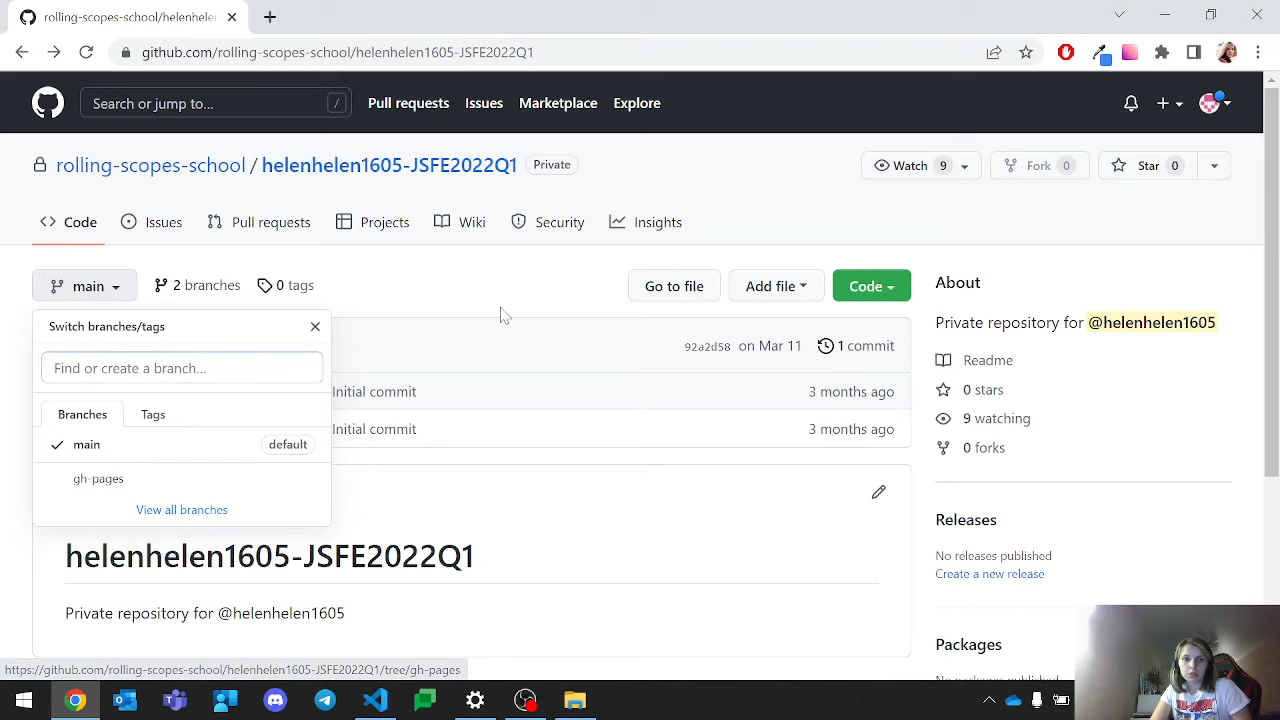 rolling-scopes-school/helenhelen
github.com/rolling-scopes-school/helenhelen1605-JSFE2022Q1
Search or jump to... /
Pull requests Issues Marketplace Explore
rolling-scopes-school / helenhelen1605-JSFE2022Q1 Private
Watch 9 Fork 0 Star 0
Code Issues Pull requests Projects Wiki Security Insights
main 2 branches 0 tags Go to file Add file Code
Switch branches/tags
Find or create a branch...
Branches Tags
main default
gh-pages
View all branches
92a2d58 on Mar 11 1 commit
Initial commit 3 months ago
Initial commit 3 months ago
helenhelen1605-JSFE2022Q1
Private repository for @helenhelen1605
About
Private repository for @helenhelen1605
Readme
0 stars
9 watching
0 forks
Releases
No releases published
Create a new release
Packages
https://github.com/rolling-scopes-school/helenhelen1605-JSFE2022Q1/tree/gh-pages